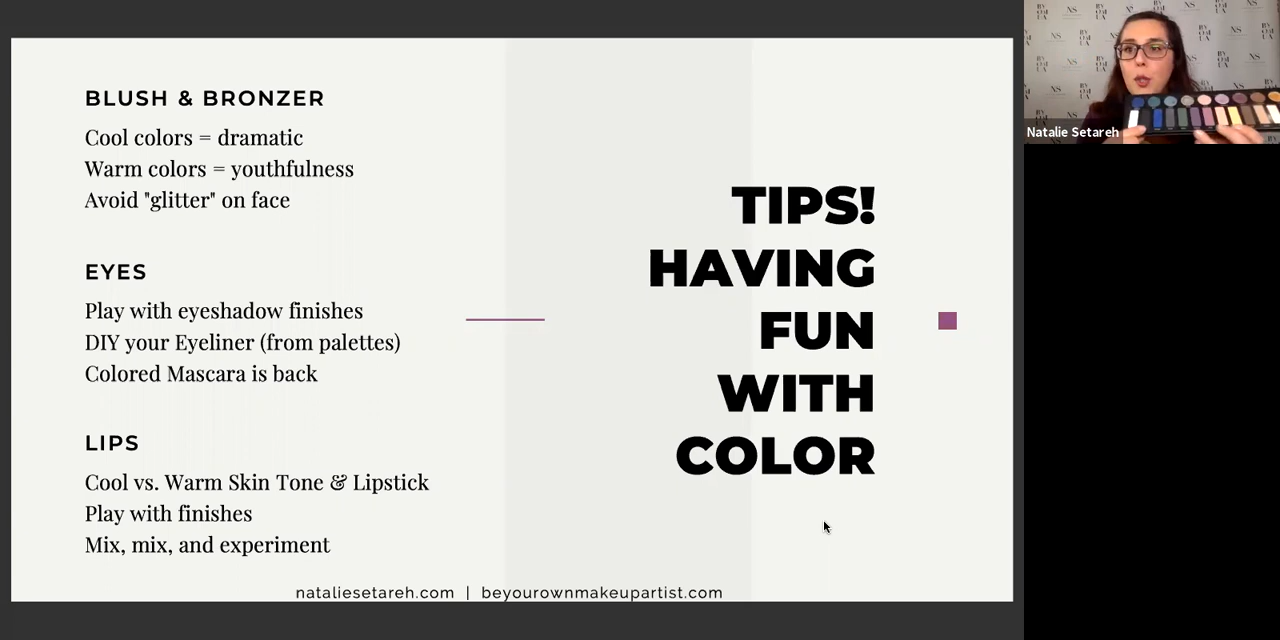 BLUSH & BRONZER
Cool colors = dramatic
Warm colors = youthfulness
Avoid "glitter" on face
EYES
Play with eyeshadow finishes
DIY your Eyeliner (from palettes)
Colored Mascara is back
LIPS
Cool vs. Warm Skin Tone & Lipstick
Play with finishes
Mix, mix, and experiment
TIPS!
HAVING
FUN
WITH
COLOR
nataliesetareh.com | beyourownmakeupartist.com
NS
Natalie Setareh